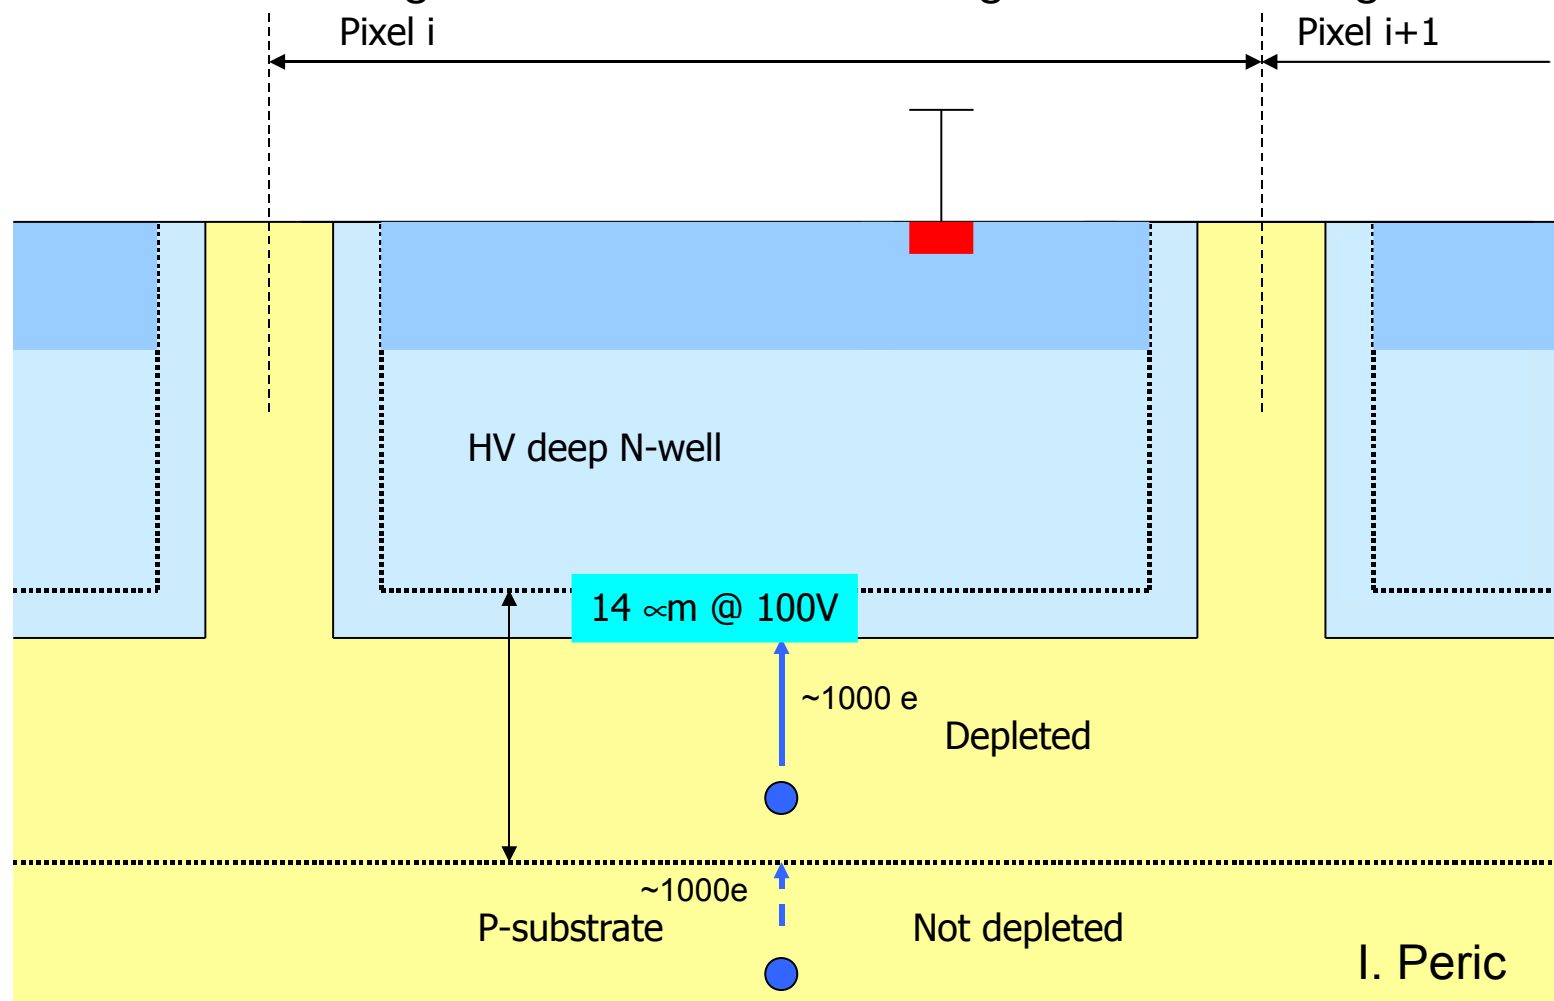 Pixel i
Pixel i+1
HV deep N-well
14 ∝m @ 100V
~1000 e
Depleted
~1000e
P-substrate
Not depleted
I. Peric